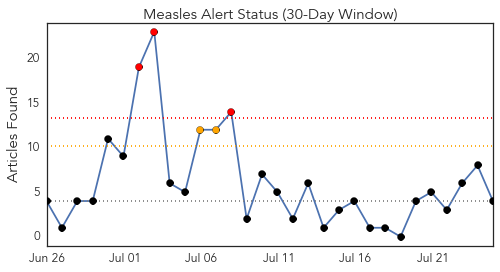 Measles Alert Status (30-Day Window)
Articles Found
20
15
10
5
0
Jun 26 Jul 01 Jul 06 Jul 11 Jul 16 Jul 21